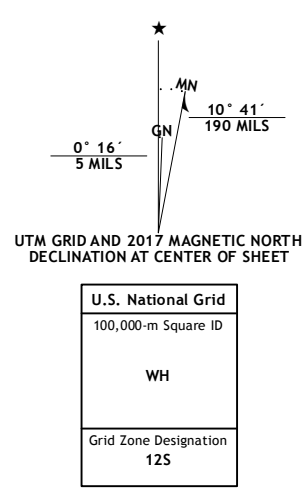 ★
MN
GN
10° 41´
190 MILS
0° 16´
5 MILS
UTM GRID AND 2017 MAGNETIC NORTH
DECLINATION AT CENTER OF SHEET
U.S. National Grid
100,000-m Square ID
WH
Grid Zone Designation
12S